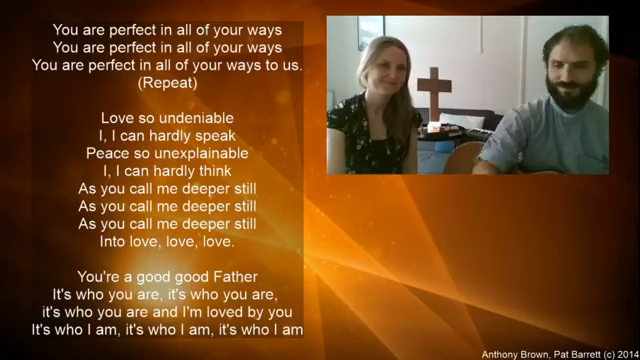 You are perfect in all of your ways
You are perfect in all of your ways
You are perfect in all of your ways to us.
(Repeat)
Love so undeniable
I, I can hardly speak
Peace so unexplainable
I, I can hardly think
As you call me deeper still
As you call me deeper still
As you call me deeper still
Into love, love, love.
You're a good good Father
It's who you are, it's who you are,
it's who you are and I'm loved by you
It's who I am, it's who I am, it's who I am
Anthony Brown, Pat Barrett (c) 2014